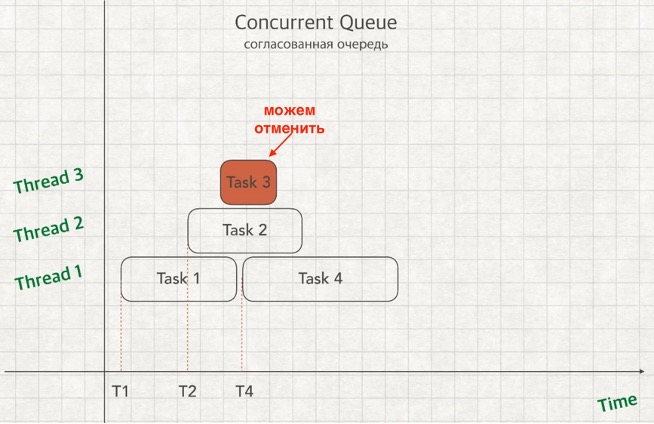 Concurrent Queue
согласованная очередь
можем
отменить
Thread 3
Task 3
Thread 2
Task 2
Thread 1
Task 1
Task 4
T1
T2
T4
Time